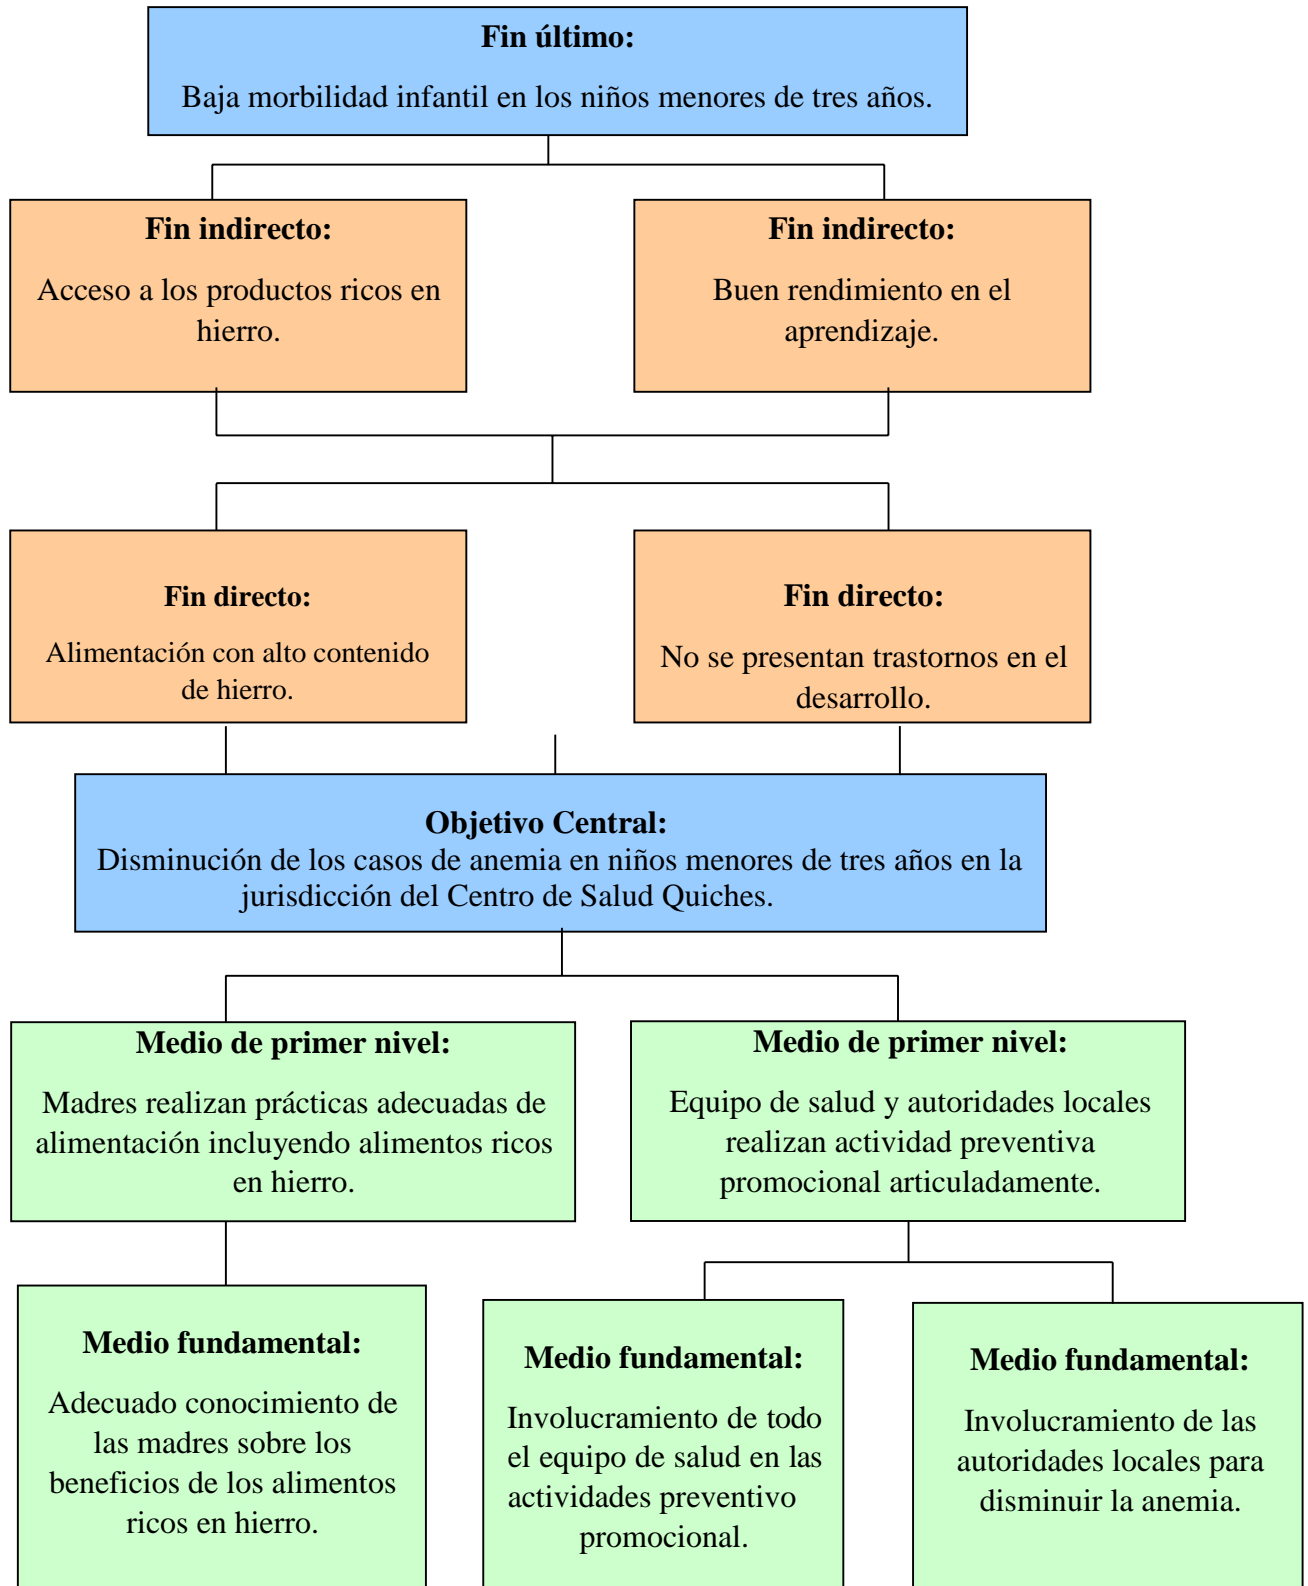 Fin último:
Baja morbilidad infantil en los niños menores de tres años.
Fin indirecto:
Acceso a los productos ricos en
hierro.
Fin indirecto:
Buen rendimiento en el
aprendizaje.
Fin directo:
Alimentación con alto contenido
de hierro.
Fin directo:
No se presentan trastornos en el
desarrollo.
Objetivo Central:
Disminución de los casos de anemia en niños menores de tres años en la
jurisdicción del Centro de Salud Quiches.
Medio de primer nivel:
Madres realizan prácticas adecuadas de
alimentación incluyendo alimentos ricos
en hierro.
Medio de primer nivel:
Equipo de salud y autoridades locales
realizan actividad preventiva
promocional articuladamente.
Medio fundamental:
Adecuado conocimiento de
las madres sobre los
beneficios de los alimentos
ricos en hierro.
Medio fundamental:
Involucramiento de todo
el equipo de salud en las
actividades preventivo
promocional.
Medio fundamental:
Involucramiento de las
autoridades locales para
disminuir la anemia.